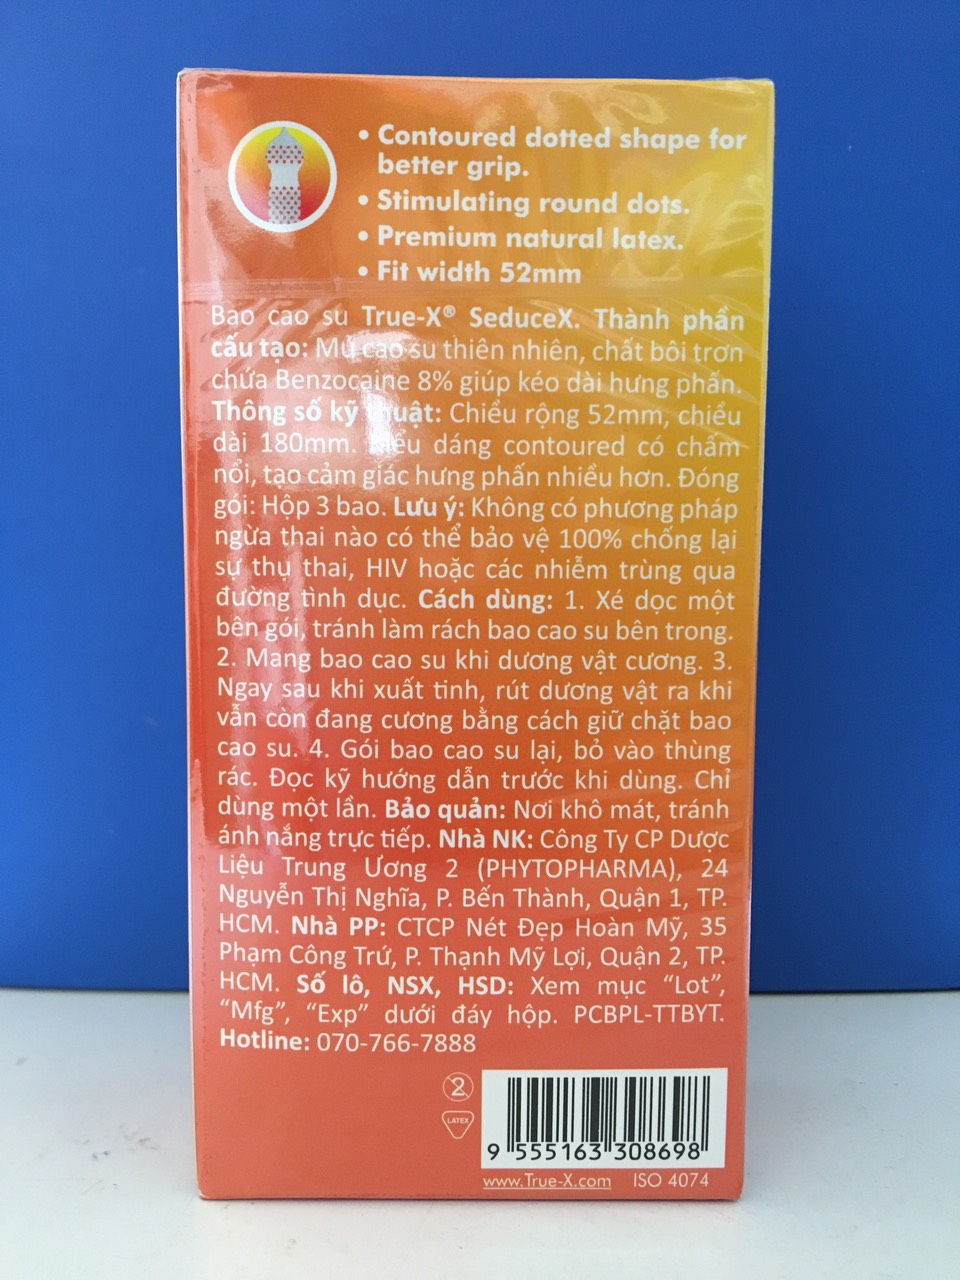 • Contoured dotted shape for
better grip.
• Stimulating round dots.
• Premium natural latex.
• Fit width 52mm
Bao cao su True-X® SeduceX. Thành phần
cấu tạo: Mủ cao su thiên nhiên, chất bôi trơn
chứa Benzocaine 8% giúp kéo dài hưng phấn.
Thông số kỹ thuật: Chiều rộng 52mm, chiều
dài 180mm. Kiểu dáng contoured có chấm
nổi, tạo cảm giác hưng phấn nhiều hơn. Đóng
gói: Hộp 3 bao. Lưu ý: Không có phương pháp
ngừa thai nào có thể bảo vệ 100% chống lại
sự thụ thai, HIV hoặc các nhiễm trùng qua
đường tình dục. Cách dùng: 1. Xé dọc một
bên gói, tránh làm rách bao cao su bên trong.
2. Mang bao cao su khi dương vật cương. 3.
Ngay sau khi xuất tinh, rút dương vật ra khi
vẫn còn đang cương bằng cách giữ chặt bao
cao su. 4. Gói bao cao su lại, bỏ vào thùng
rác. Đọc kỹ hướng dẫn trước khi dùng. Chỉ
dùng một lần. Bảo quản: Nơi khô mát, tránh
ánh nắng trực tiếp. Nhà NK: Công Ty CP Dược
Liệu Trung Ương 2 (PHYTOPHARMA), 24
Nguyễn Thị Nghĩa, P. Bến Thành, Quận 1, TP.
HCM. Nhà PP: CTCP Nét Đẹp Hoàn Mỹ, 35
Phạm Công Trứ, P. Thạnh Mỹ Lợi, Quận 2, TP.
HCM. Số lô, NSX, HSD: Xem mục “Lot”,
“Mfg”, “Exp” dưới đáy hộp. PCBPL-TTBYT.
Hotline: 070-766-7888
2
LATEX
9 555163 308698
www.True-X.com ISO 4074